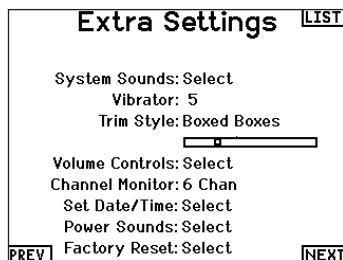 Extra Settings LIST
System Sounds: Select
Vibrator: 5
Trim Style: Boxed Boxes
Volume Controls: Select
Channel Monitor: 6 Chan
Set Date/Time: Select
Power Sounds: Select
Factory Reset: Select
PREV NEXT